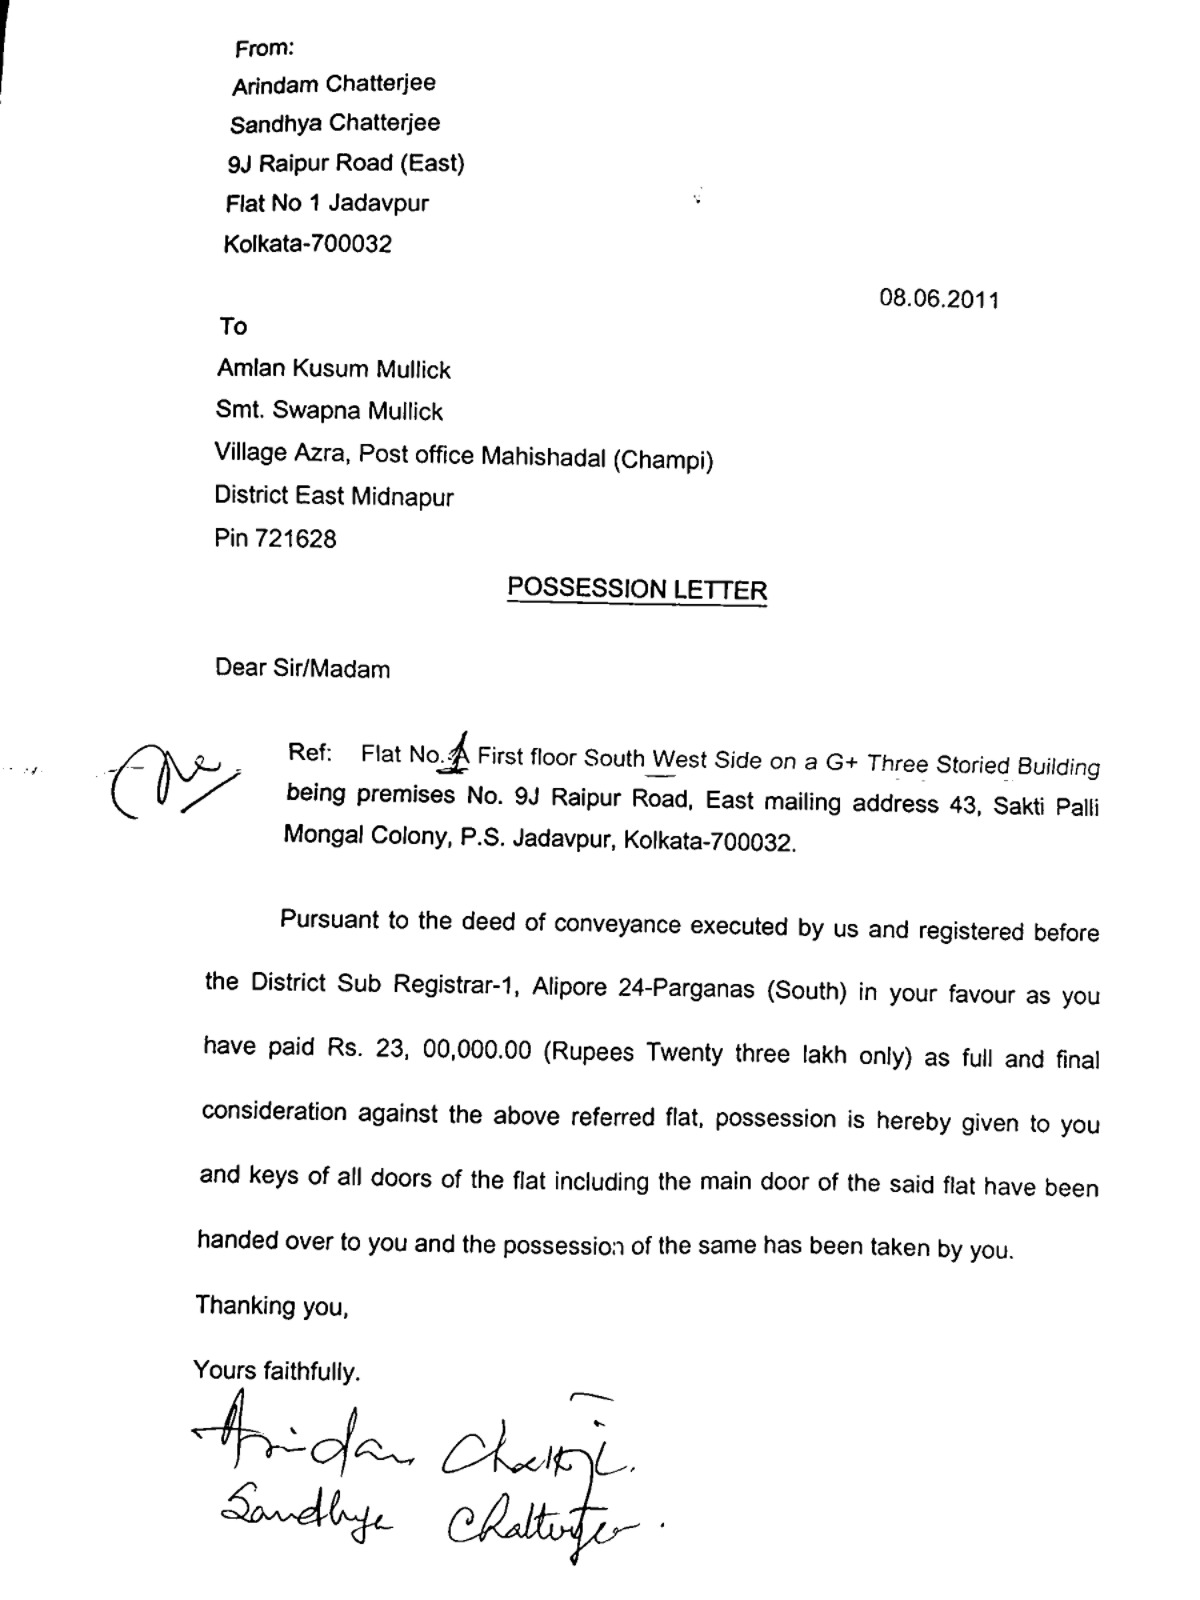 From:
Arindam Chatterjee
Sandhya Chatterjee
9J Raipur Road (East)
Flat No 1 Jadavpur
Kolkata-700032
08.06.2011
To
Amlan Kusum Mullick
Smt. Swapna Mullick
Village Azra, Post office Mahishadal (Champi)
District East Midnapur
Pin 721628
POSSESSION LETTER
Dear Sir/Madam
Ref: Flat No. First floor South West Side on a G+ Three Storied Building
being premises No. 9J Raipur Road, East mailing address 43, Sakti Palli
Mongal Colony, P.S. Jadavpur, Kolkata-700032.
Pursuant to the deed of conveyance executed by us and registered before
the District Sub Registrar-1, Alipore 24-Parganas (South) in your favour as you
have paid Rs. 23, 00,000.00 (Rupees Twenty three lakh only) as full and final
consideration against the above referred flat, possession is hereby given to you
and keys of all doors of the flat including the main door of the said flat have been
handed over to you and the possession of the same has been taken by you.
Thanking you,
Yours faithfully.
Arindam Chatterji.
Sandhya Chatterjee.